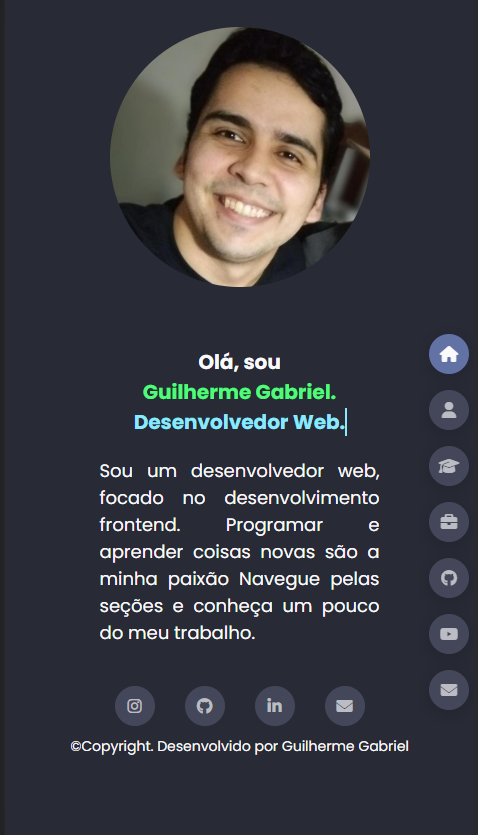 Olá, sou
Guilherme Gabriel.
Desenvolvedor Web.
Sou um desenvolvedor web,
focado no desenvolvimento
frontend. Programar e
aprender coisas novas são a
minha paixão Navegue pelas
seções e conheça um pouco
do meu trabalho.
©Copyright. Desenvolvido por Guilherme Gabriel